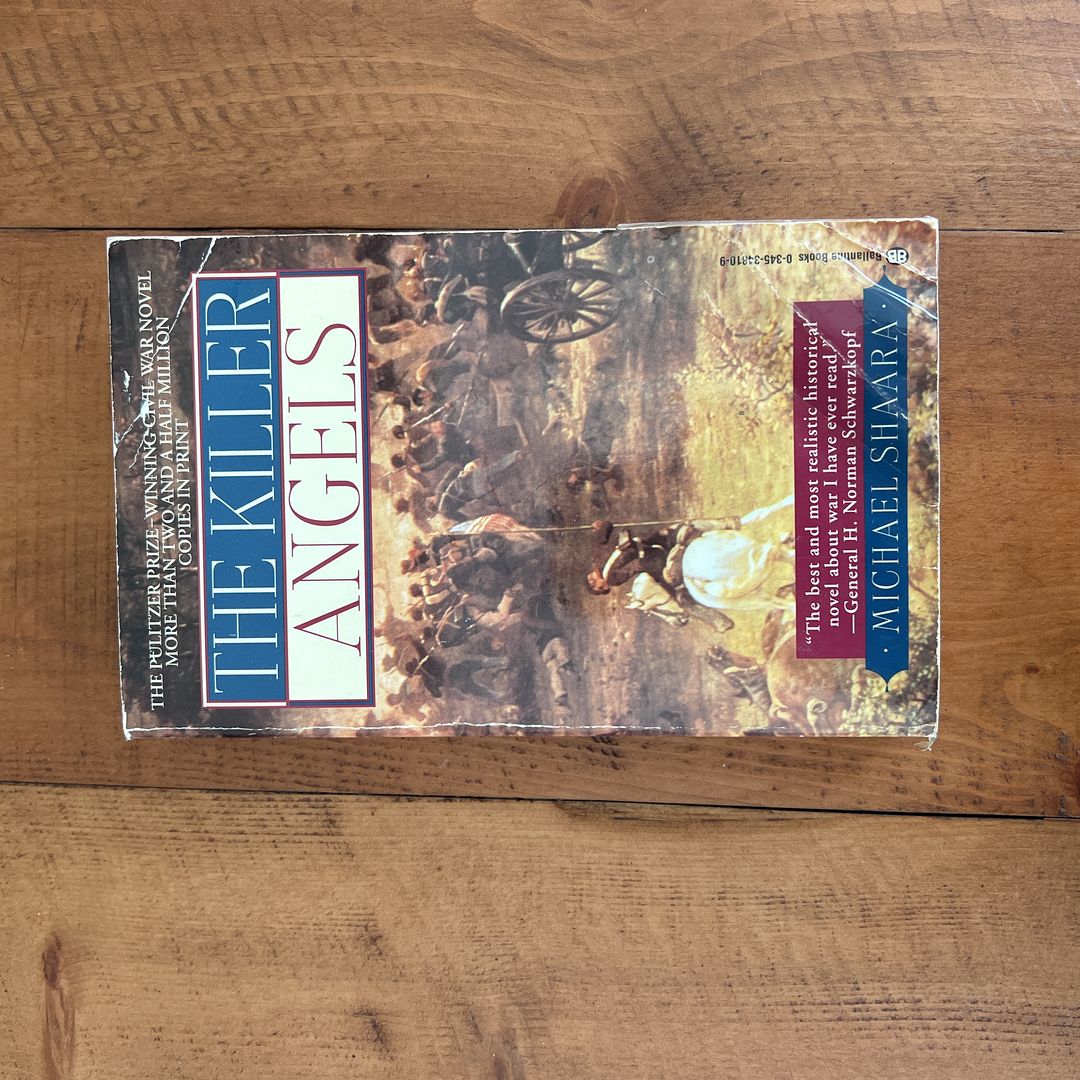 THE PULITZER PRIZE-WINNING CIVIL WAR NOVEL
MORE THAN TWO AND A HALF MILLION
COPIES IN PRINT
THE KILLER
ANGELS
"The best and most realistic historical
novel about war I have ever read."
—General H. Norman Schwarzkopf
· MICHAEL SHAARA ·
BB
Ballantine Books 0-345-34810-9